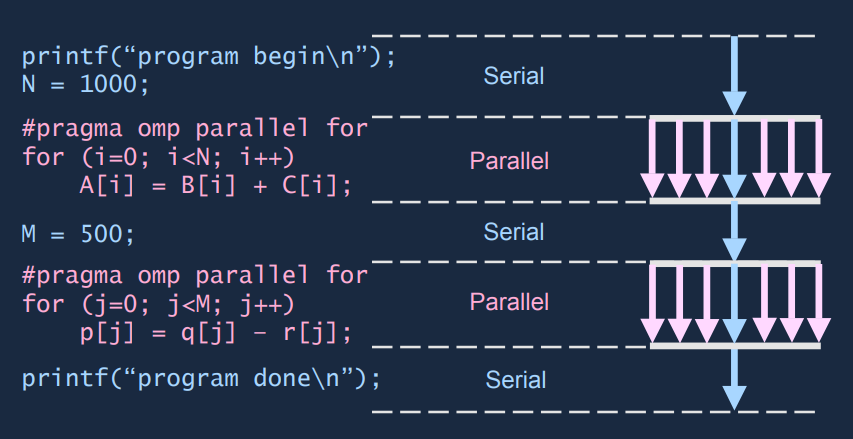 printf(“program begin\n”);
N = 1000;
Serial
#pragma omp parallel for
for (i=0; i<N; i++)
A[i] = B[i] + C[i];
Parallel
M = 500;
Serial
#pragma omp parallel for
for (j=0; j<M; j++)
p[j] = q[j] – r[j];
Parallel
printf(“program done\n”);
Serial